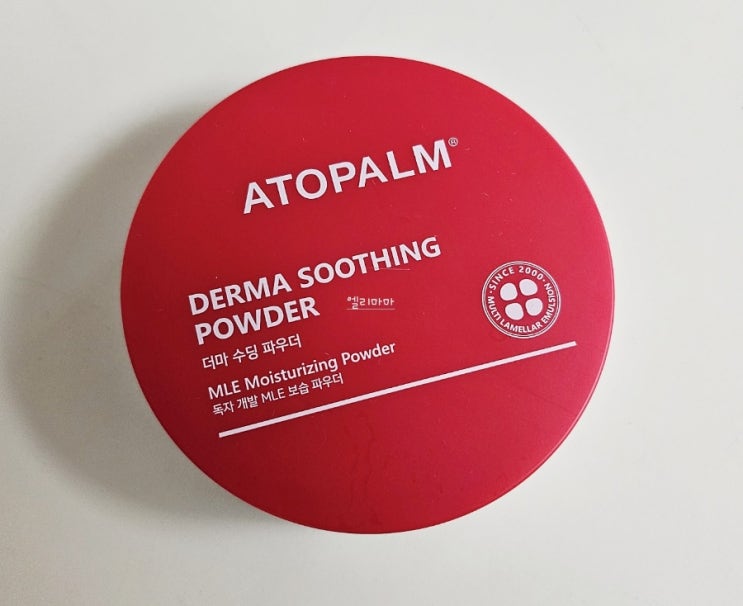 ATOPALM®
DERMA SOOTHING
POWDER
엘리마마
더마 수딩 파우더
MLE Moisturizing Powder
독자 개발 MLE 보습 파우더
·SINCE 2000·
MULTI LAMELLAR EMULSION